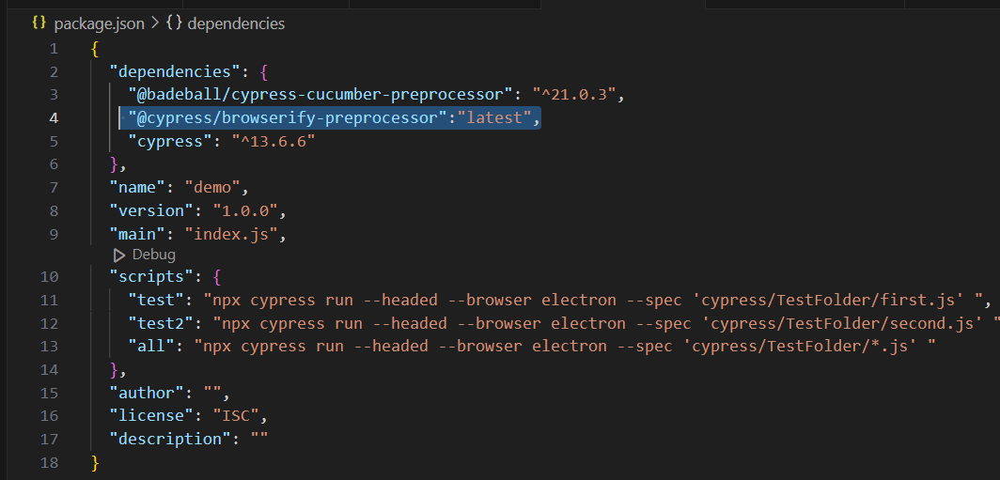 {} package.json > {} dependencies
1 {
2 "dependencies": {
3 "@badeball/cypress-cucumber-preprocessor": "^21.0.3",
4 "@cypress/browserify-preprocessor":"latest",
5 "cypress": "^13.6.6"
6 },
7 "name": "demo",
8 "version": "1.0.0",
9 "main": "index.js",
Debug
10 "scripts": {
11 "test": "npx cypress run --headed --browser electron --spec 'cypress/TestFolder/first.js' ",
12 "test2": "npx cypress run --headed --browser electron --spec 'cypress/TestFolder/second.js' "
13 "all": "npx cypress run --headed --browser electron --spec 'cypress/TestFolder/*.js' "
14 },
15 "author": "",
16 "license": "ISC",
17 "description": ""
18 }